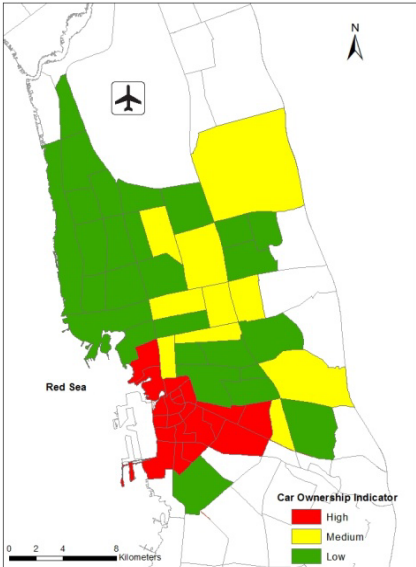 N
Red Sea
Car Ownership Indicator
High
Medium
Low
0 2 4 8
Kilometers